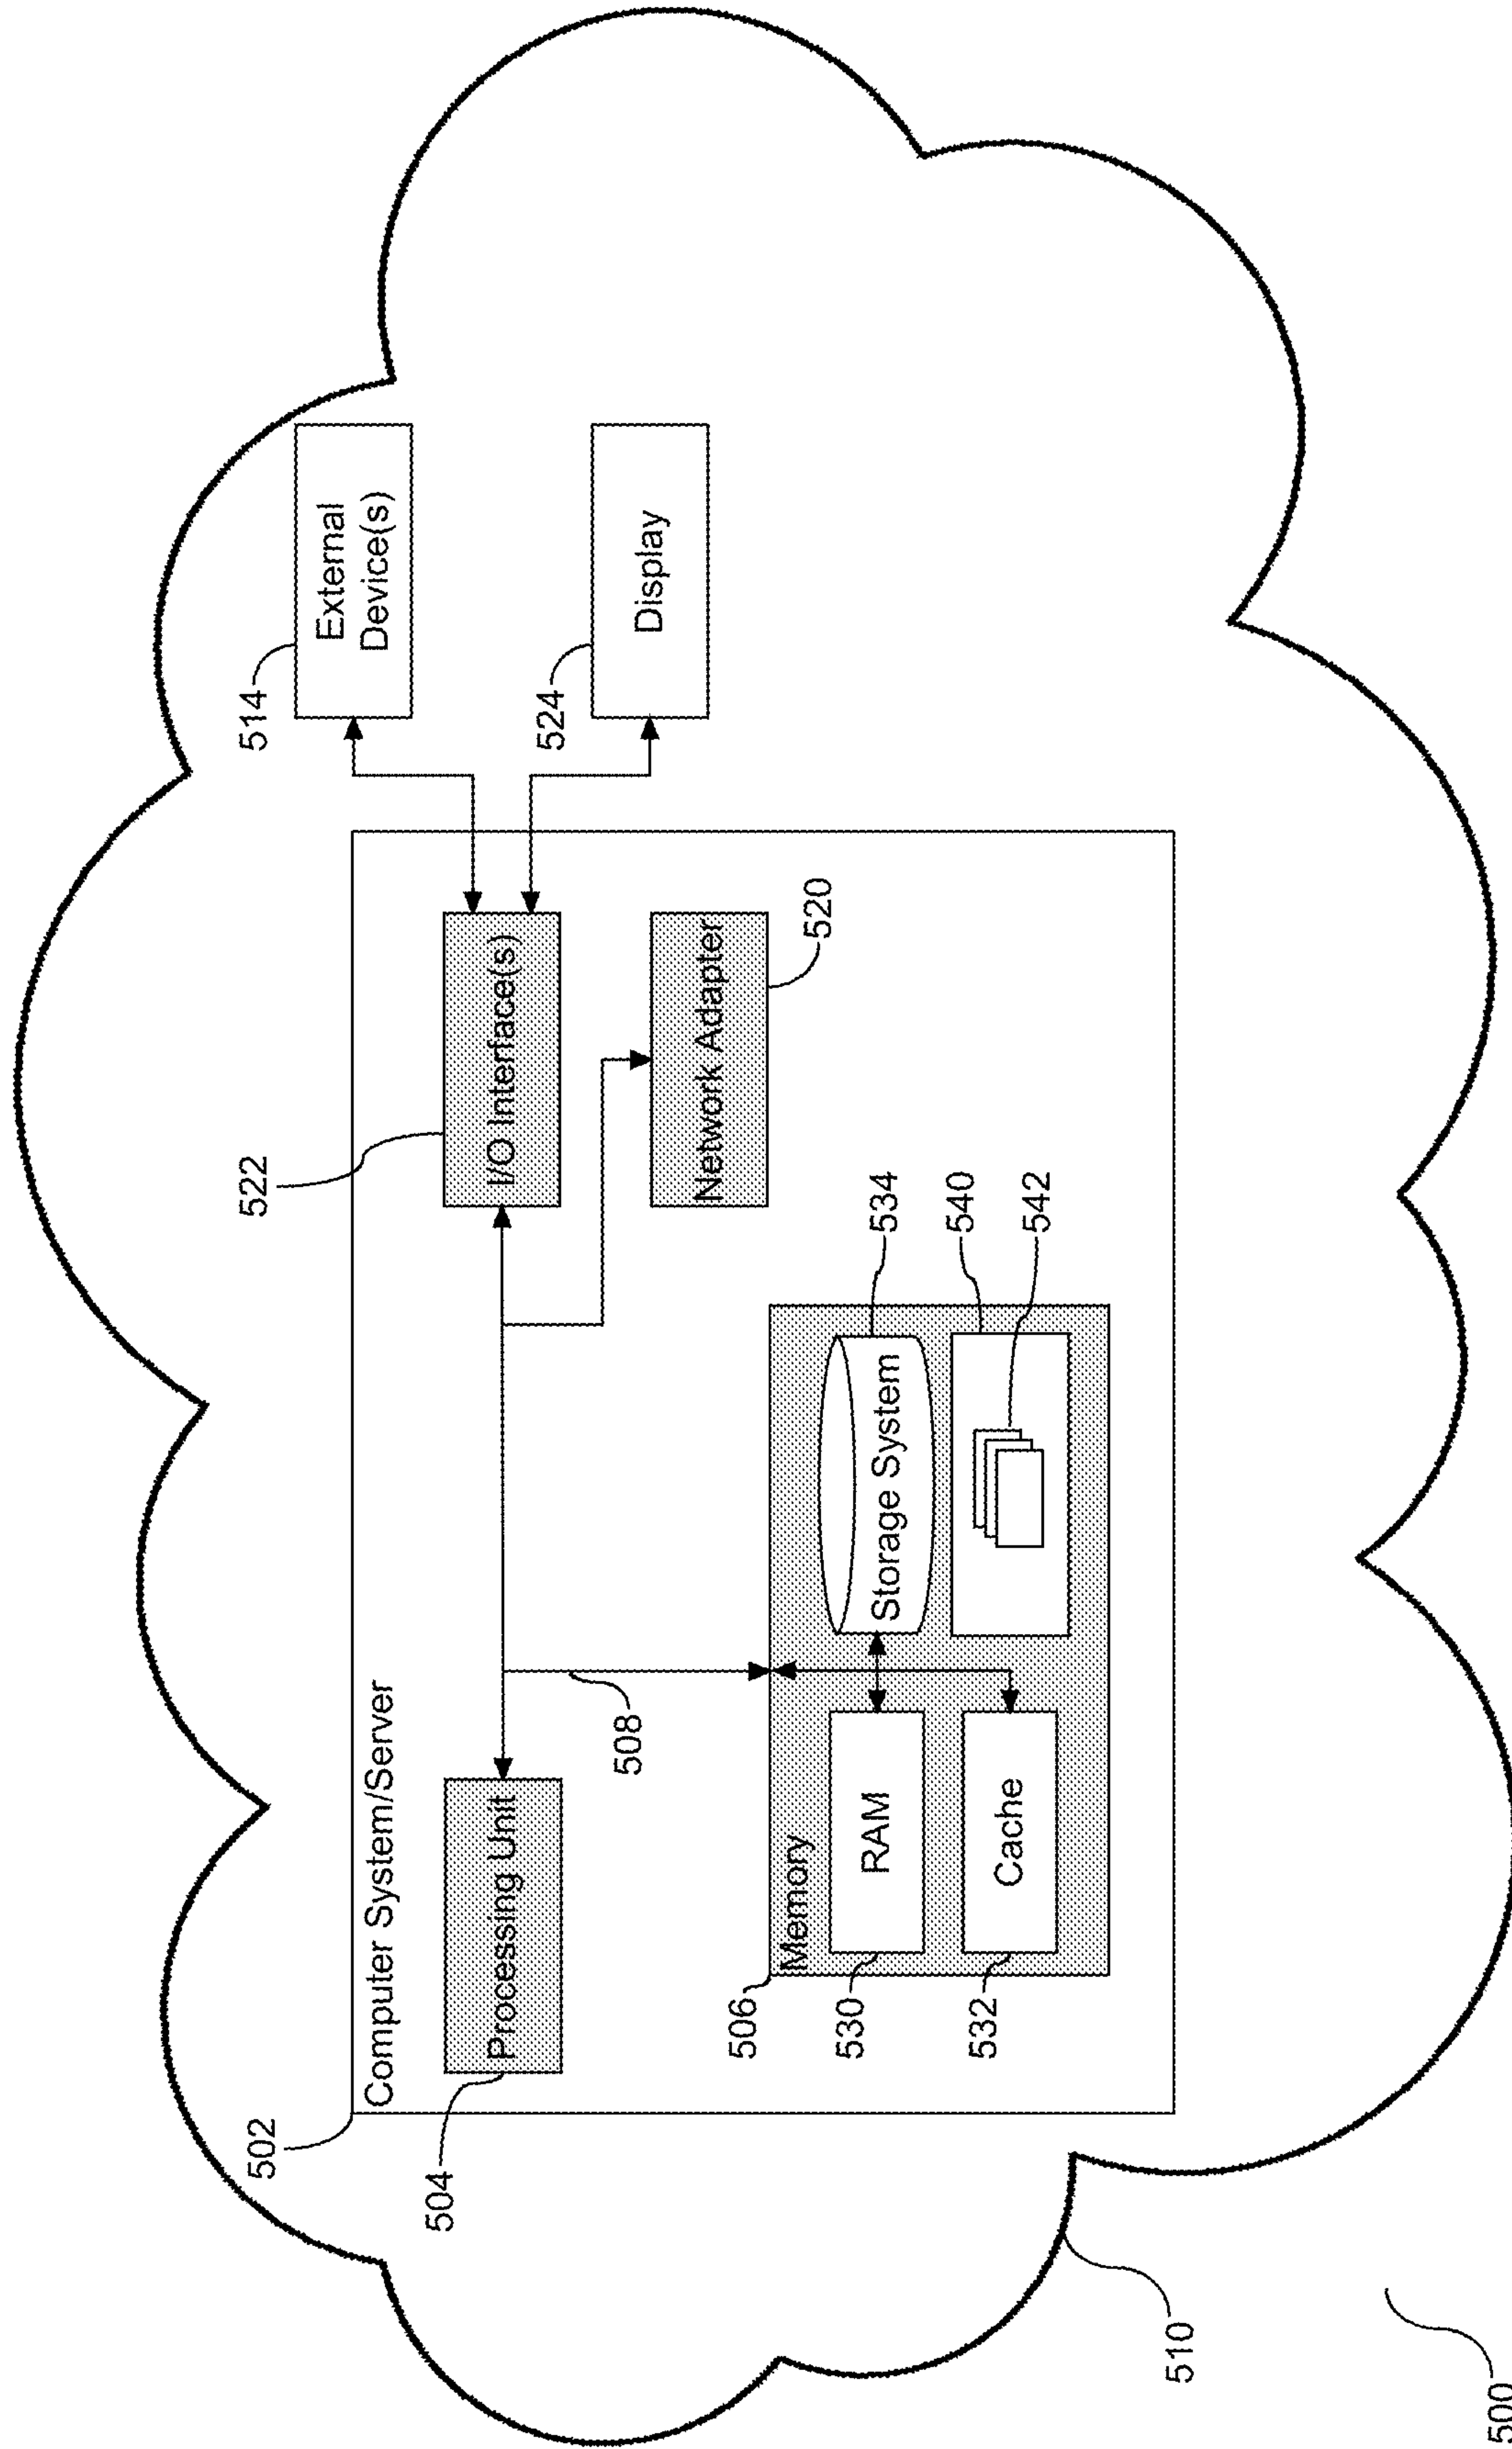 502
Computer System/Server
514
External
Device(s)
522
504
Processing Unit
I/O Interface(s)
524
Display
508
Network Adapter
520
506
Memory
530
RAM
Storage System
534
532
Cache
540
542
510
500